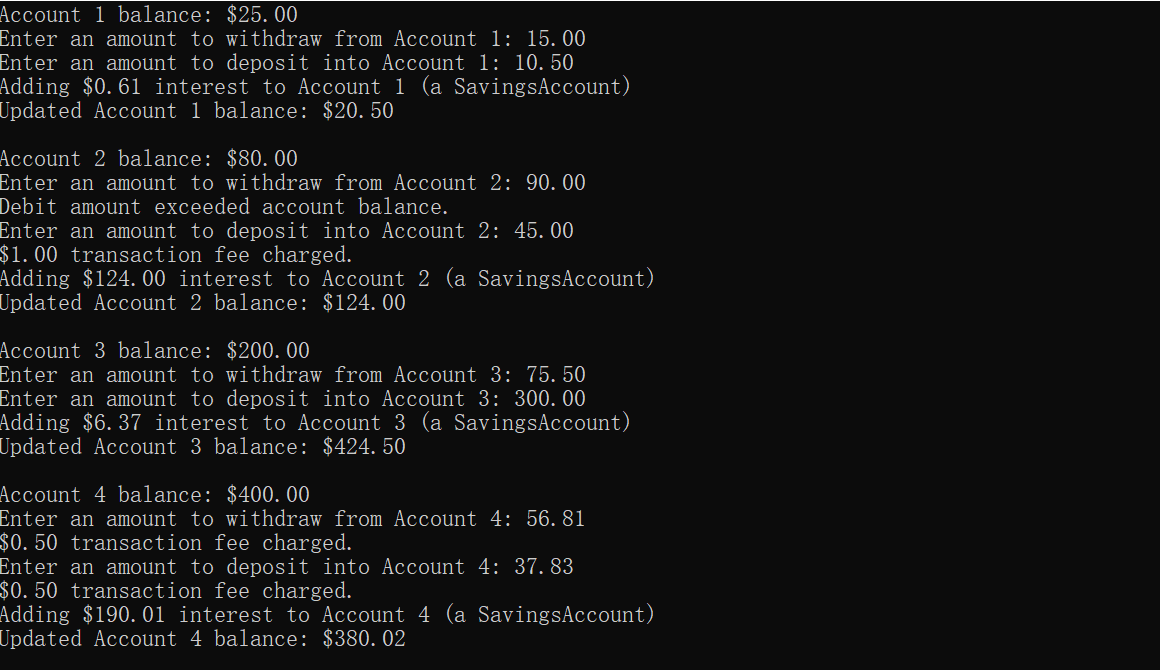 Account 1 balance: $25.00
Enter an amount to withdraw from Account 1: 15.00
Enter an amount to deposit into Account 1: 10.50
Adding $0.61 interest to Account 1 (a SavingsAccount)
Updated Account 1 balance: $20.50

Account 2 balance: $80.00
Enter an amount to withdraw from Account 2: 90.00
Debit amount exceeded account balance.
Enter an amount to deposit into Account 2: 45.00
$1.00 transaction fee charged.
Adding $124.00 interest to Account 2 (a SavingsAccount)
Updated Account 2 balance: $124.00

Account 3 balance: $200.00
Enter an amount to withdraw from Account 3: 75.50
Enter an amount to deposit into Account 3: 300.00
Adding $6.37 interest to Account 3 (a SavingsAccount)
Updated Account 3 balance: $424.50

Account 4 balance: $400.00
Enter an amount to withdraw from Account 4: 56.81
$0.50 transaction fee charged.
Enter an amount to deposit into Account 4: 37.83
$0.50 transaction fee charged.
Adding $190.01 interest to Account 4 (a SavingsAccount)
Updated Account 4 balance: $380.02